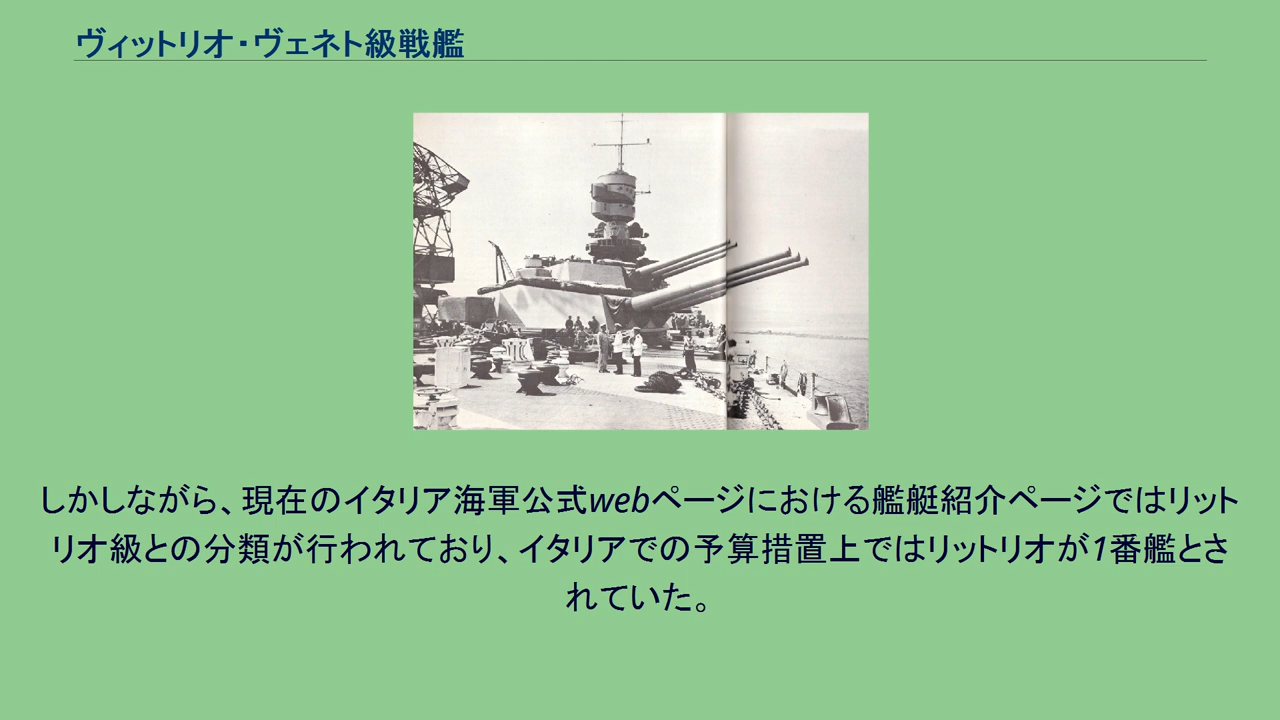 ヴィットリオ・ヴェネト級戦艦
しかしながら、現在のイタリア海軍公式webページにおける艦艇紹介ページではリット
リオ級との分類が行われており、イタリアでの予算措置上ではリットリオが1番艦とさ
れていた。